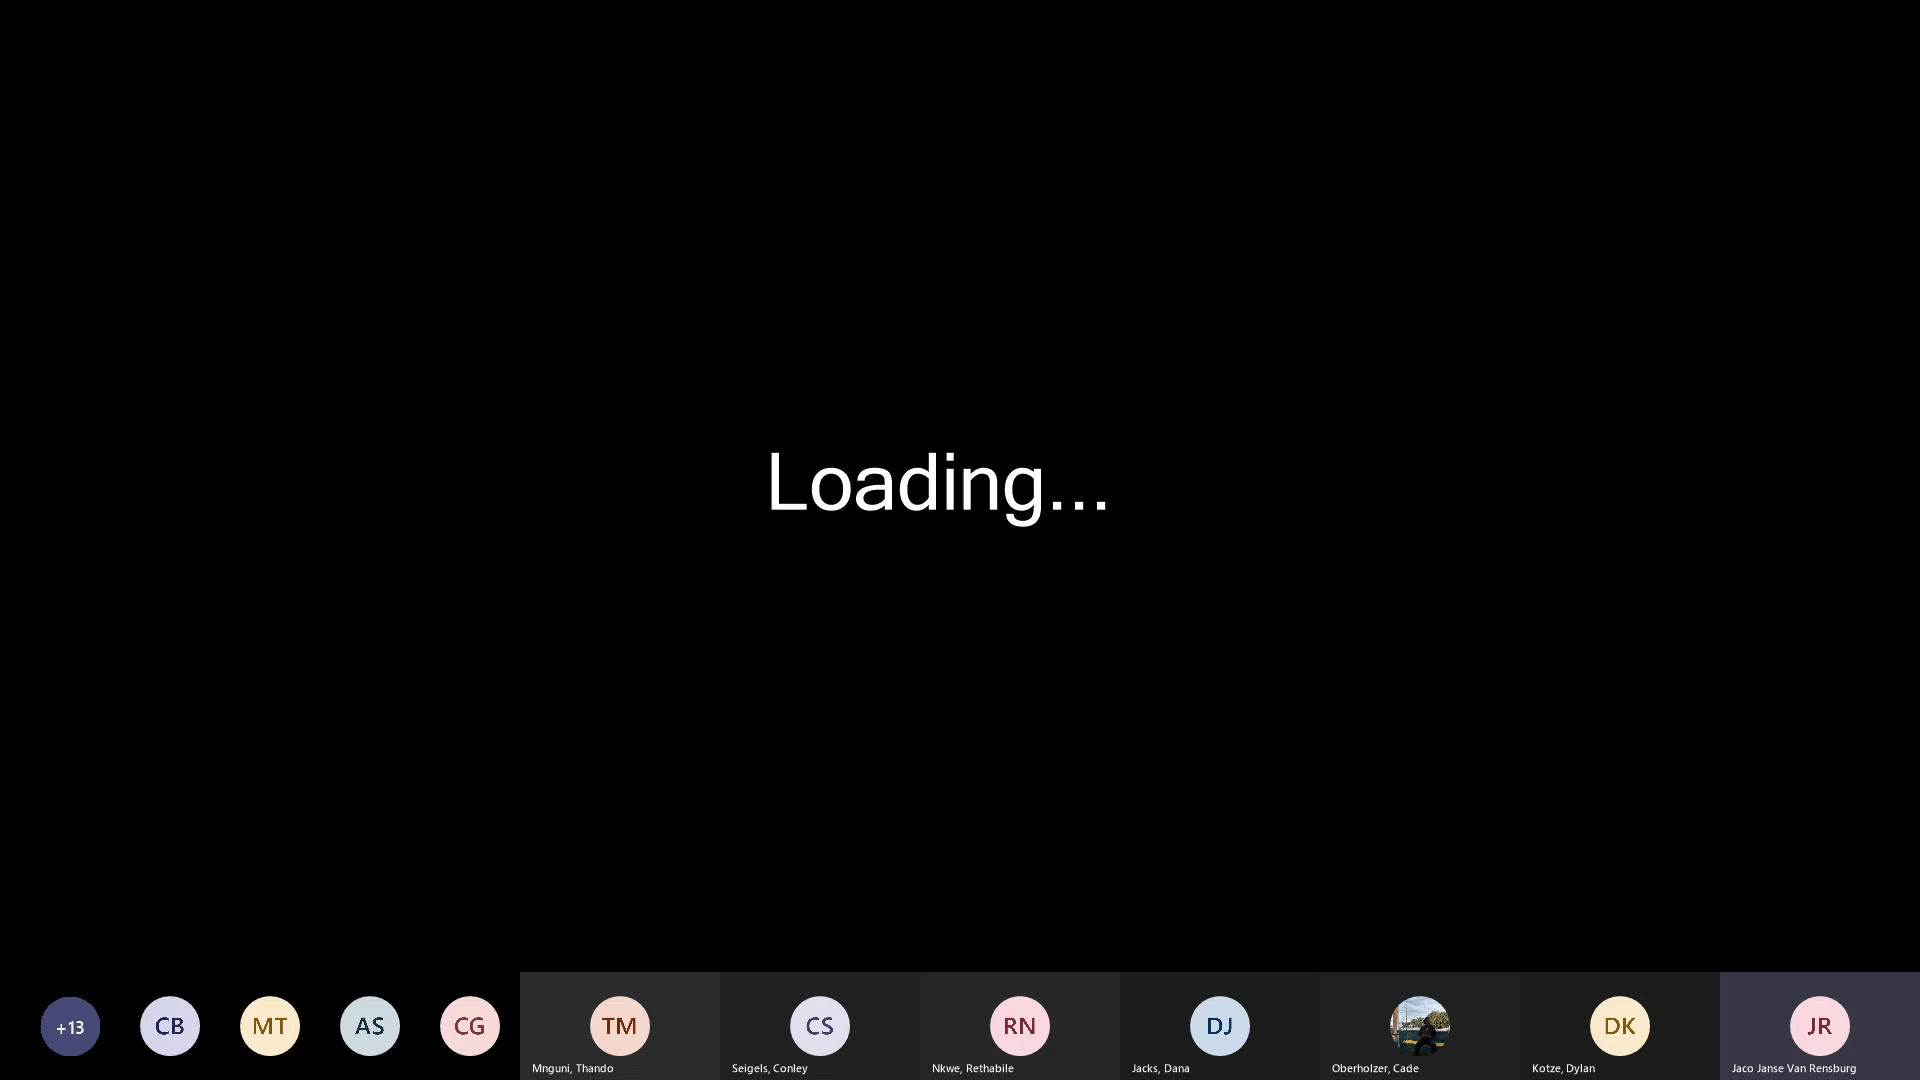 Loading...
+13
CB
MT
AS
CG
TM
CS
RN
DJ
DK
JR
Mnguni, Thando
Seigels, Conley
Nkwe, Rethabile
Jacks, Dana
Oberholzer, Cade
Kotze, Dylan
Jaco Janse Van Rensburg